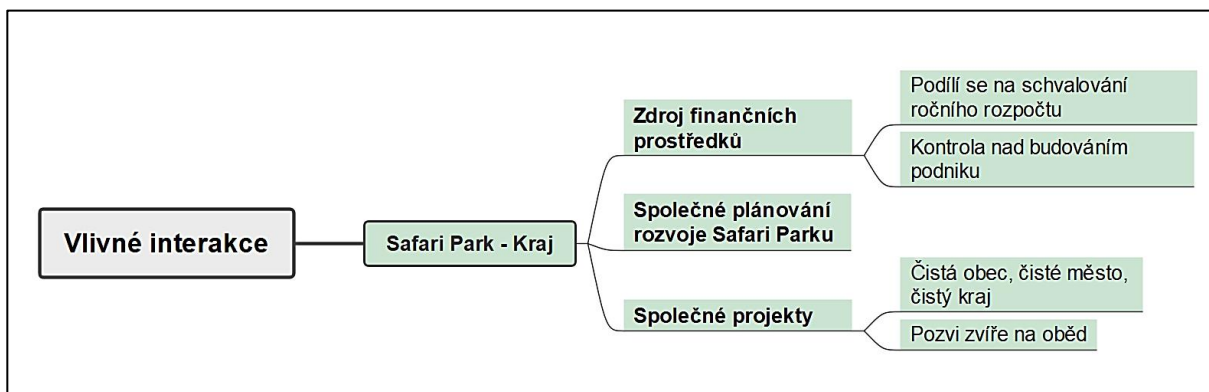 Vlivné interakce
Safari Park - Kraj
Zdroj finančních
prostředků
Podílí se na schvalování
ročního rozpočtu
Kontrola nad budováním
podniku
Společné plánování
rozvoje Safari Parku
Společné projekty
Čistá obec, čisté město,
čistý kraj
Pozvi zvíře na oběd